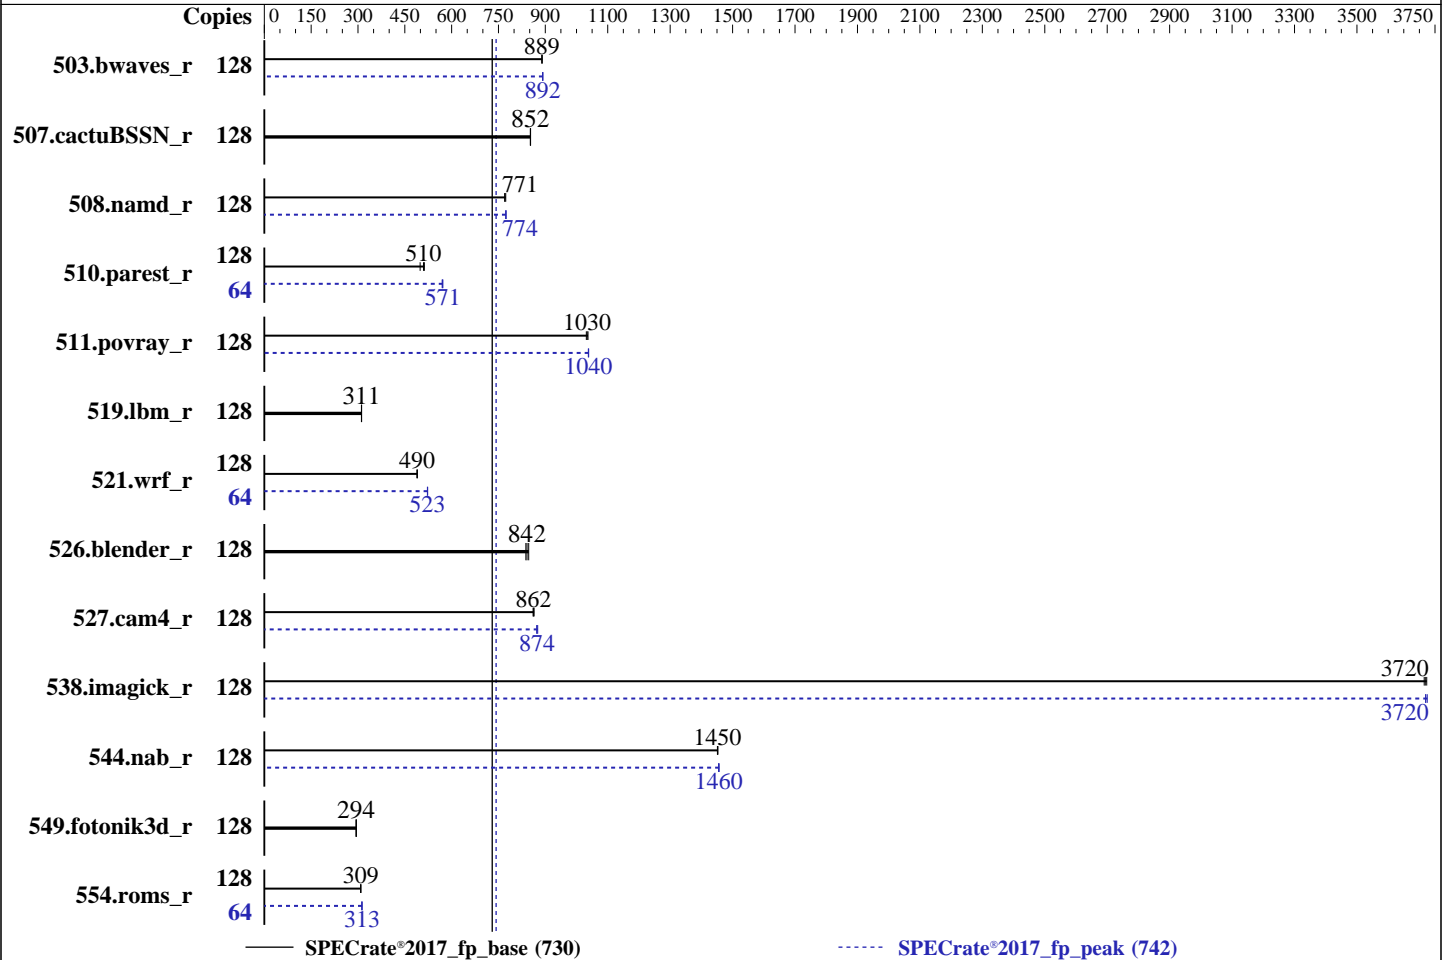 Copies 0 150 300 450 600 750 900 1100 1300 1500 1700 1900 2100 2300 2500 2700 2900 3100 3300 3500 3750
503.bwaves_r 128 889
892
507.cactuBSSN_r 128 852
508.namd_r 128 771
774
510.parest_r 128 510
64 571
511.povray_r 128 1030
1040
519.lbm_r 128 311
521.wrf_r 128 490
64 523
526.blender_r 128 842
527.cam4_r 128 862
874
538.imagick_r 128 3720
3720
544.nab_r 128 1450
1460
549.fotonik3d_r 128 294
554.roms_r 128 309
64 313
SPECrate®2017_fp_base (730) SPECrate®2017_fp_peak (742)